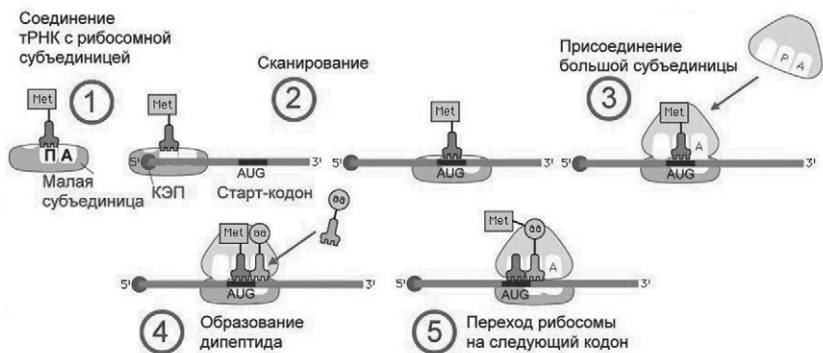 Соединение
тРНК с рибосомной
субъединицей
1
Met
П А
Малая
субъединица
Сканирование
2
Met
5'
КЭП
AUG
Старт-кодон
3'
Met
5'
AUG
3'
Присоединение
большой субъединицы
3
P A
Met
A
5'
AUG
3'
Met aa
aa
5'
AUG
3'
4
Образование
дипептида
Met
aa
A
5'
AUG
3'
5
Переход рибосомы
на следующий кодон